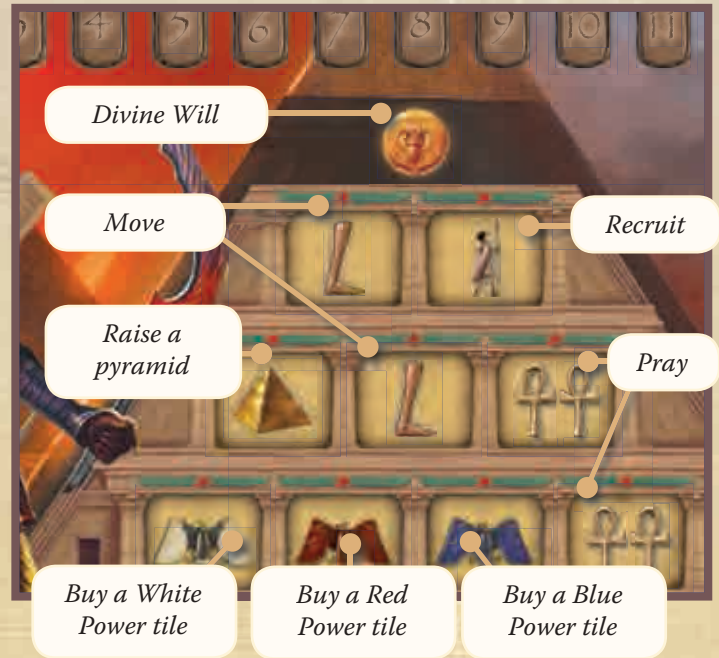 3 4 5 6 7 8 9 10 11
Divine Will
Move
Recruit
Raise a
pyramid
Pray
Buy a White
Power tile
Buy a Red
Power tile
Buy a Blue
Power tile